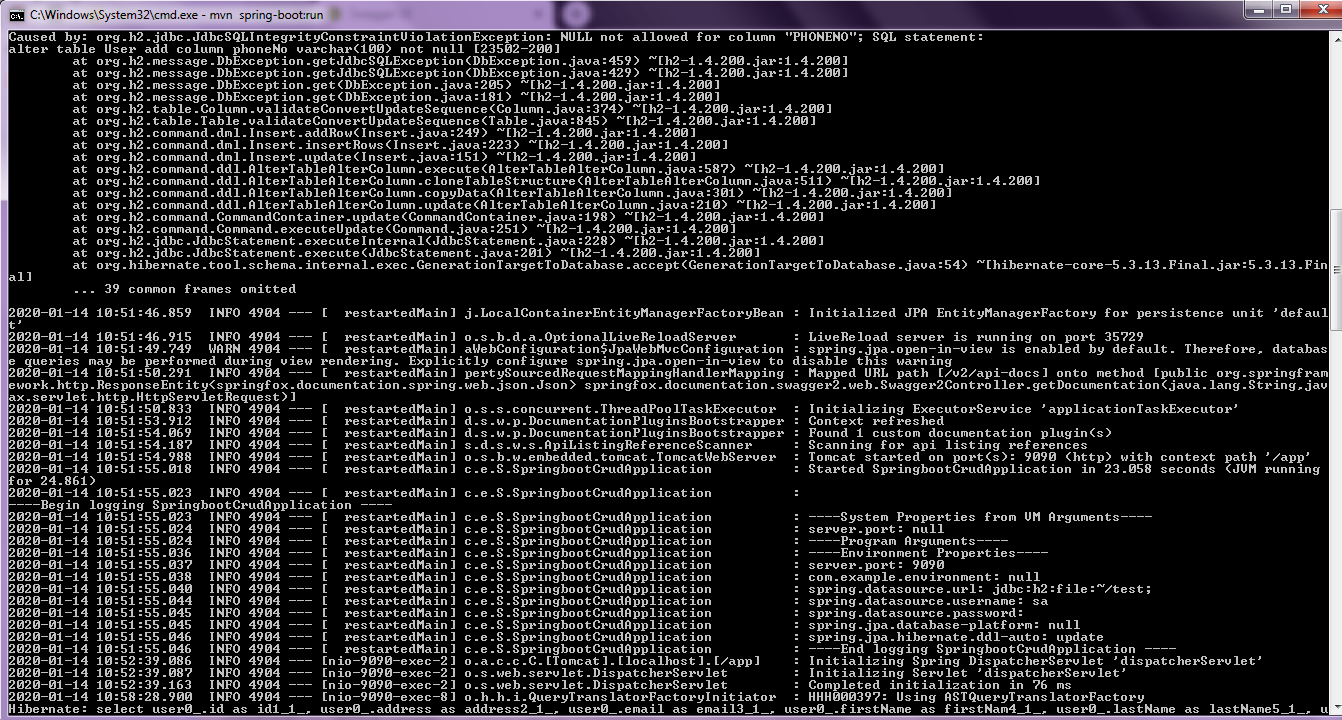 C:\Windows\System32\cmd.exe - mvn  spring-boot:run
Caused by: org.h2.jdbc.JdbcSQLIntegrityConstraintViolationException: NULL not allowed for column "PHONENO"; SQL statement:
alter table User add column phoneNo varchar(100) not null [23502-200]
        at org.h2.message.DbException.getJdbcSQLException(DbException.java:459) ~[h2-1.4.200.jar:1.4.200]
        at org.h2.message.DbException.getJdbcSQLException(DbException.java:429) ~[h2-1.4.200.jar:1.4.200]
        at org.h2.message.DbException.get(DbException.java:205) ~[h2-1.4.200.jar:1.4.200]
        at org.h2.message.DbException.get(DbException.java:181) ~[h2-1.4.200.jar:1.4.200]
        at org.h2.table.Column.validateConvertUpdateSequence(Column.java:374) ~[h2-1.4.200.jar:1.4.200]
        at org.h2.table.Table.validateConvertUpdateSequence(Table.java:845) ~[h2-1.4.200.jar:1.4.200]
        at org.h2.command.dml.Insert.addRow(Insert.java:249) ~[h2-1.4.200.jar:1.4.200]
        at org.h2.command.dml.Insert.insertRows(Insert.java:223) ~[h2-1.4.200.jar:1.4.200]
        at org.h2.command.dml.Insert.update(Insert.java:151) ~[h2-1.4.200.jar:1.4.200]
        at org.h2.command.ddl.AlterTableAlterColumn.execute(AlterTableAlterColumn.java:587) ~[h2-1.4.200.jar:1.4.200]
        at org.h2.command.ddl.AlterTableAlterColumn.cloneTableStructure(AlterTableAlterColumn.java:511) ~[h2-1.4.200.jar:1.4.200]
        at org.h2.command.ddl.AlterTableAlterColumn.copyData(AlterTableAlterColumn.java:301) ~[h2-1.4.200.jar:1.4.200]
        at org.h2.command.ddl.AlterTableAlterColumn.update(AlterTableAlterColumn.java:210) ~[h2-1.4.200.jar:1.4.200]
        at org.h2.command.CommandContainer.update(CommandContainer.java:198) ~[h2-1.4.200.jar:1.4.200]
        at org.h2.command.Command.executeUpdate(Command.java:251) ~[h2-1.4.200.jar:1.4.200]
        at org.h2.jdbc.JdbcStatement.executeInternal(JdbcStatement.java:228) ~[h2-1.4.200.jar:1.4.200]
        at org.h2.jdbc.JdbcStatement.execute(JdbcStatement.java:201) ~[h2-1.4.200.jar:1.4.200]
        at org.hibernate.tool.schema.internal.exec.GenerationTargetToDatabase.accept(GenerationTargetToDatabase.java:54) ~[hibernate-core-5.3.13.Final.jar:5.3.13.Fin
al]
        ... 39 common frames omitted
2020-01-14 10:51:46.859  INFO 4904 --- [  restartedMain] j.LocalContainerEntityManagerFactoryBean : Initialized JPA EntityManagerFactory for persistence unit 'defaul
t'
2020-01-14 10:51:46.915  INFO 4904 --- [  restartedMain] o.s.b.d.a.OptionalLiveReloadServer       : LiveReload server is running on port 35729
2020-01-14 10:51:49.749  WARN 4904 --- [  restartedMain] aWebConfiguration$JpaWebMvcConfiguration : spring.jpa.open-in-view is enabled by default. Therefore, databas
e queries may be performed during view rendering. Explicitly configure spring.jpa.open-in-view to disable this warning
2020-01-14 10:51:50.291  INFO 4904 --- [  restartedMain] pertySourcedRequestMappingHandlerMapping : Mapped URL path [/v2/api-docs] onto method [public org.springfram
ework.http.ResponseEntity<springfox.documentation.spring.web.json.Json> springfox.documentation.swagger2.web.Swagger2Controller.getDocumentation(java.lang.String,jav
ax.servlet.http.HttpServletRequest)]
2020-01-14 10:51:50.833  INFO 4904 --- [  restartedMain] o.s.s.concurrent.ThreadPoolTaskExecutor  : Initializing ExecutorService 'applicationTaskExecutor'
2020-01-14 10:51:53.912  INFO 4904 --- [  restartedMain] d.s.w.p.DocumentationPluginsBootstrapper : Context refreshed
2020-01-14 10:51:54.069  INFO 4904 --- [  restartedMain] d.s.w.p.DocumentationPluginsBootstrapper : Found 1 custom documentation plugin(s)
2020-01-14 10:51:54.187  INFO 4904 --- [  restartedMain] s.d.s.w.s.ApiListingReferenceScanner     : Scanning for api listing references
2020-01-14 10:51:54.988  INFO 4904 --- [  restartedMain] o.s.b.w.embedded.tomcat.TomcatWebServer  : Tomcat started on port(s): 9090 (http) with context path '/app'
2020-01-14 10:51:55.018  INFO 4904 --- [  restartedMain] c.e.S.SpringbootCrudApplication          : Started SpringbootCrudApplication in 23.058 seconds (JVM running
for 24.861)
2020-01-14 10:51:55.023  INFO 4904 --- [  restartedMain] c.e.S.SpringbootCrudApplication          :
----Begin logging SpringbootCrudApplication ----
2020-01-14 10:51:55.023  INFO 4904 --- [  restartedMain] c.e.S.SpringbootCrudApplication          : ----System Properties from VM Arguments----
2020-01-14 10:51:55.024  INFO 4904 --- [  restartedMain] c.e.S.SpringbootCrudApplication          : server.port: null
2020-01-14 10:51:55.024  INFO 4904 --- [  restartedMain] c.e.S.SpringbootCrudApplication          : ----Program Arguments----
2020-01-14 10:51:55.036  INFO 4904 --- [  restartedMain] c.e.S.SpringbootCrudApplication          : ----Environment Properties----
2020-01-14 10:51:55.037  INFO 4904 --- [  restartedMain] c.e.S.SpringbootCrudApplication          : server.port: 9090
2020-01-14 10:51:55.038  INFO 4904 --- [  restartedMain] c.e.S.SpringbootCrudApplication          : com.example.environment: null
2020-01-14 10:51:55.040  INFO 4904 --- [  restartedMain] c.e.S.SpringbootCrudApplication          : spring.datasource.url: jdbc:h2:file:~/test;
2020-01-14 10:51:55.044  INFO 4904 --- [  restartedMain] c.e.S.SpringbootCrudApplication          : spring.datasource.username: sa
2020-01-14 10:51:55.045  INFO 4904 --- [  restartedMain] c.e.S.SpringbootCrudApplication          : spring.datasource.password:
2020-01-14 10:51:55.045  INFO 4904 --- [  restartedMain] c.e.S.SpringbootCrudApplication          : spring.jpa.database-platform: null
2020-01-14 10:51:55.046  INFO 4904 --- [  restartedMain] c.e.S.SpringbootCrudApplication          : spring.jpa.hibernate.ddl-auto: update
2020-01-14 10:51:55.046  INFO 4904 --- [  restartedMain] c.e.S.SpringbootCrudApplication          : ----End logging SpringbootCrudApplication ----
2020-01-14 10:52:39.086  INFO 4904 --- [nio-9090-exec-2] o.a.c.c.C.[Tomcat].[localhost].[/app]    : Initializing Spring DispatcherServlet 'dispatcherServlet'
2020-01-14 10:52:39.087  INFO 4904 --- [nio-9090-exec-2] o.s.web.servlet.DispatcherServlet        : Initializing Servlet 'dispatcherServlet'
2020-01-14 10:52:39.163  INFO 4904 --- [nio-9090-exec-2] o.s.web.servlet.DispatcherServlet        : Completed initialization in 76 ms
2020-01-14 10:58:28.900  INFO 4904 --- [nio-9090-exec-8] o.h.h.i.QueryTranslatorFactoryInitiator  : HHH000397: Using ASTQueryTranslatorFactory
Hibernate: select user0_.id as id1_1_, user0_.address as address2_1_, user0_.email as email3_1_, user0_.firstName as firstNam4_1_, user0_.lastName as lastName5_1_, u